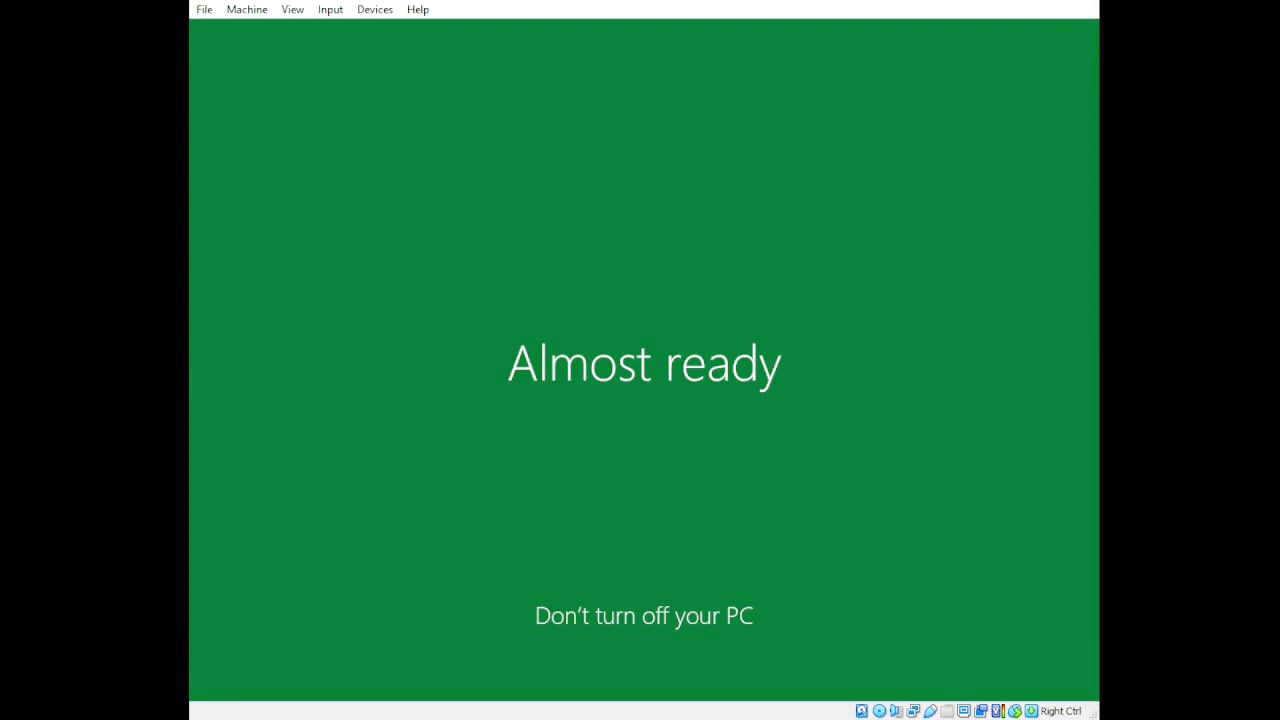 File Machine View Input Devices Help
Almost ready
Don't turn off your PC
Right Ctrl